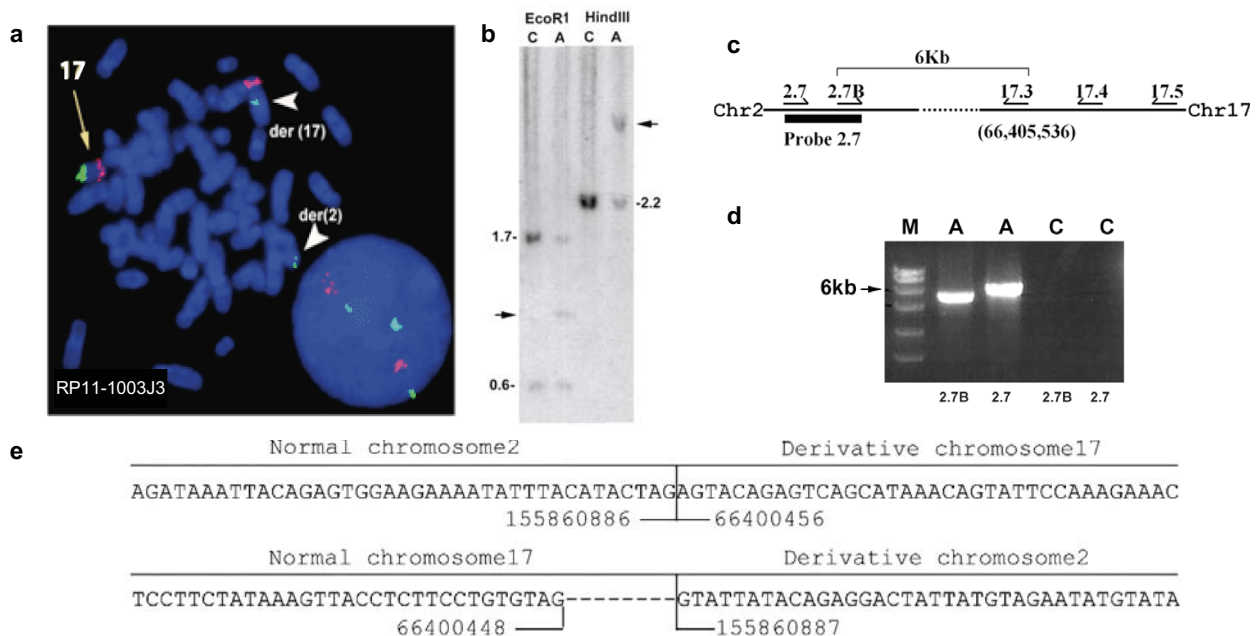 a
17
der (17)
der(2)
RP11-1003J3
b
EcoR1 HindIII
C A C A
-2.2
1.7-
0.6-
c
6Kb
2.7 2.7B 17.3 17.4 17.5
Chr2 Chr17
Probe 2.7 (66,405,536)
d
M A A C C
6kb
2.7B 2.7 2.7B 2.7
e
Normal chromosome2 Derivative chromosome17
AGATAAATTACAGAGTGGAAGAAAATATTTACATACTAGAGTACAGAGTCAGCATAAACAGTATTCCAAAGAAAC
155860886 66400456
Normal chromosome17 Derivative chromosome2
TCCTTCTATAAAGTTACCTCTTCCTGTGTAG--------GTATTATACAGAGGACTATTATGTAGAATATGTATA
66400448 155860887